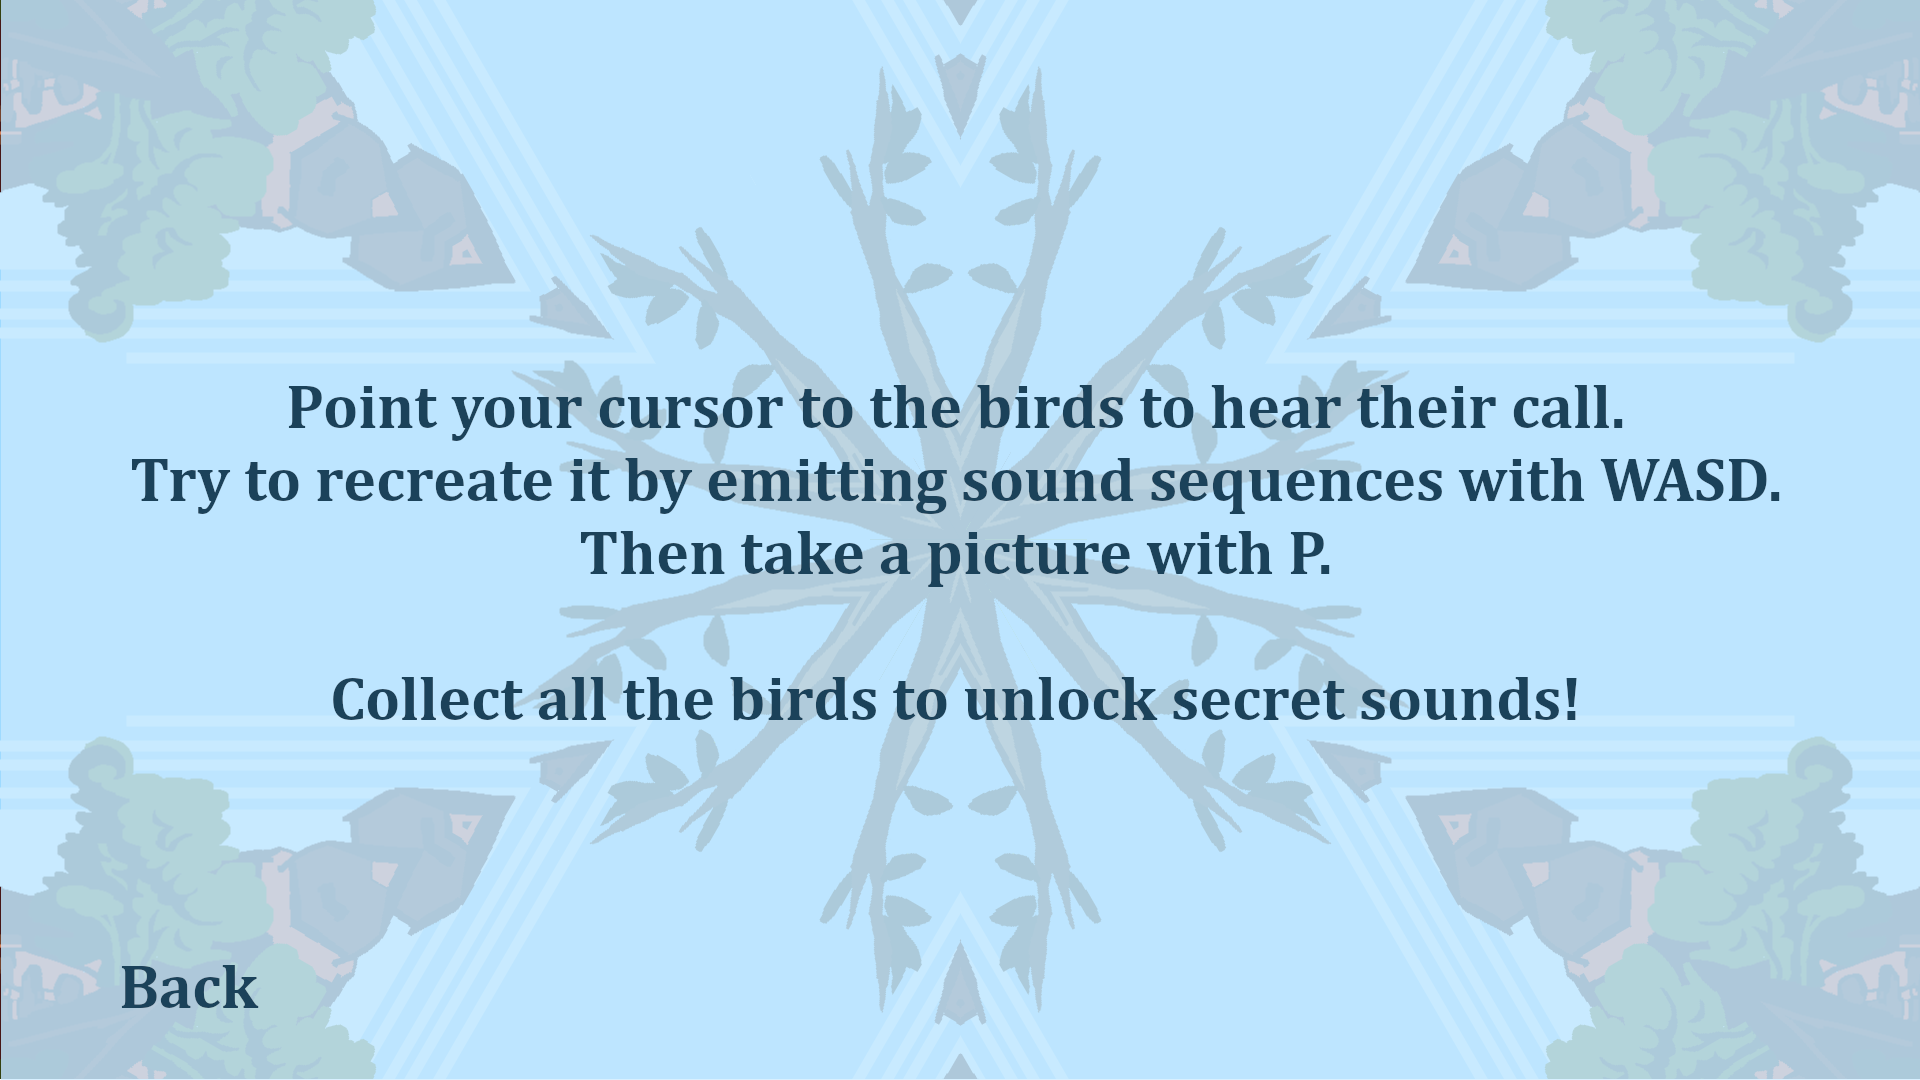 Point your cursor to the birds to hear their call.
Try to recreate it by emitting sound sequences with WASD.
Then take a picture with P.
Collect all the birds to unlock secret sounds!
Back